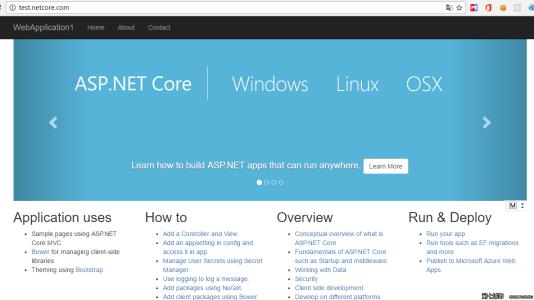 test.netcore.com
WebApplication1 Home About Contact
ASP.NET Core Windows Linux OSX
Learn how to build ASP.NET apps that can run anywhere. Learn More
M
Application uses
Sample pages using ASP.NET
Core MVC
Bower for managing client-side
libraries
Theming using Bootstrap
How to
Add a Controller and View
Add an appsetting in config and
access it in app.
Manage User Secrets using Secret
Manager.
Use logging to log a message.
Add packages using NuGet.
Add client packages using Bower.
Overview
Conceptual overview of what is
ASP.NET Core
Fundamentals of ASP.NET Core
such as Startup and middleware.
Working with Data
Security
Client side development
Develop on different platforms
Run & Deploy
Run your app
Run tools such as EF migrations
and more
Publish to Microsoft Azure Web
Apps